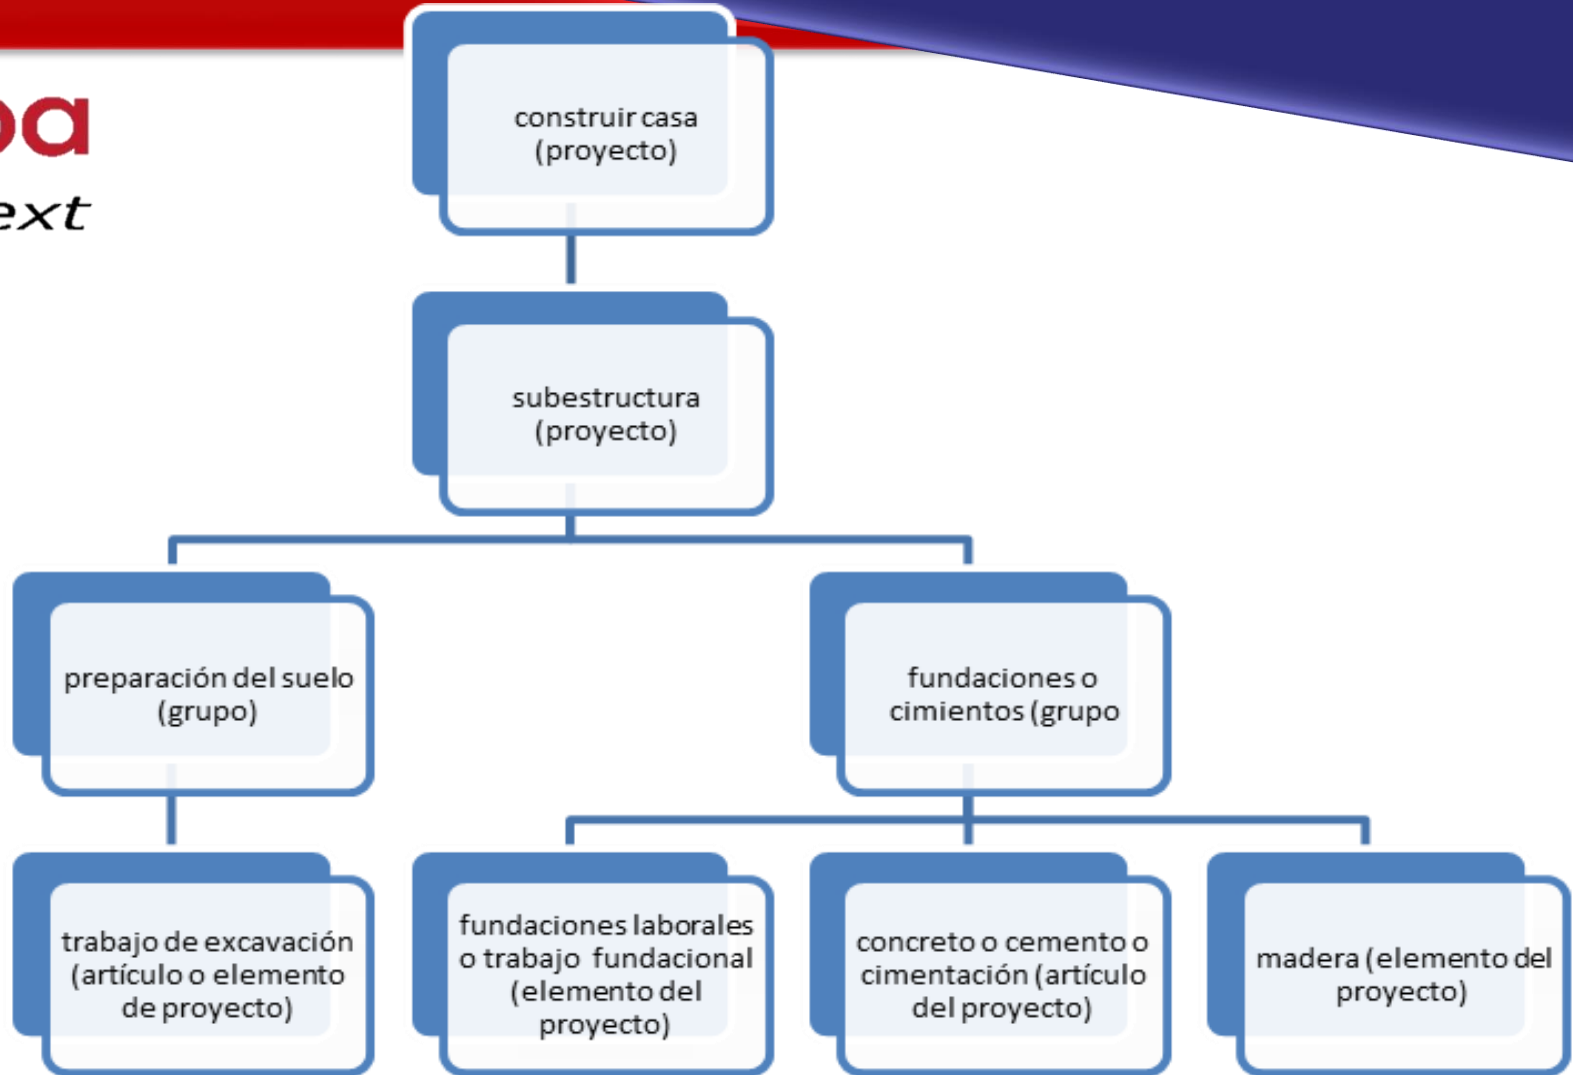 construir casa
(proyecto)
subestructura
(proyecto)
preparación del suelo
(grupo)
fundaciones o
cimientos (grupo
trabajo de excavación
(artículo o elemento
de proyecto)
fundaciones laborales
o trabajo fundacional
(elemento del
proyecto)
concreto o cemento o
cimentación (artículo
del proyecto)
madera (elemento del
proyecto)